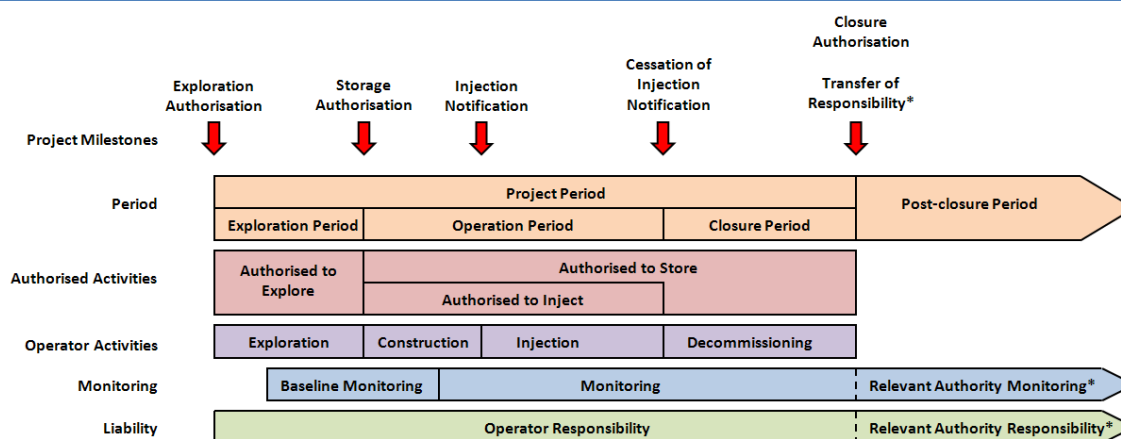 Closure
Authorisation
Exploration
Authorisation
Storage
Authorisation
Injection
Notification
Cessation of
Injection
Notification
Transfer of
Responsibility*
Project Milestones
Period
Project Period
Post-closure Period
Exploration Period
Operation Period
Closure Period
Authorised Activities
Authorised to
Explore
Authorised to Store
Authorised to Inject
Operator Activities
Exploration
Construction
Injection
Decommissioning
Monitoring
Baseline Monitoring
Monitoring
Relevant Authority Monitoring*
Liability
Operator Responsibility
Relevant Authority Responsibility*